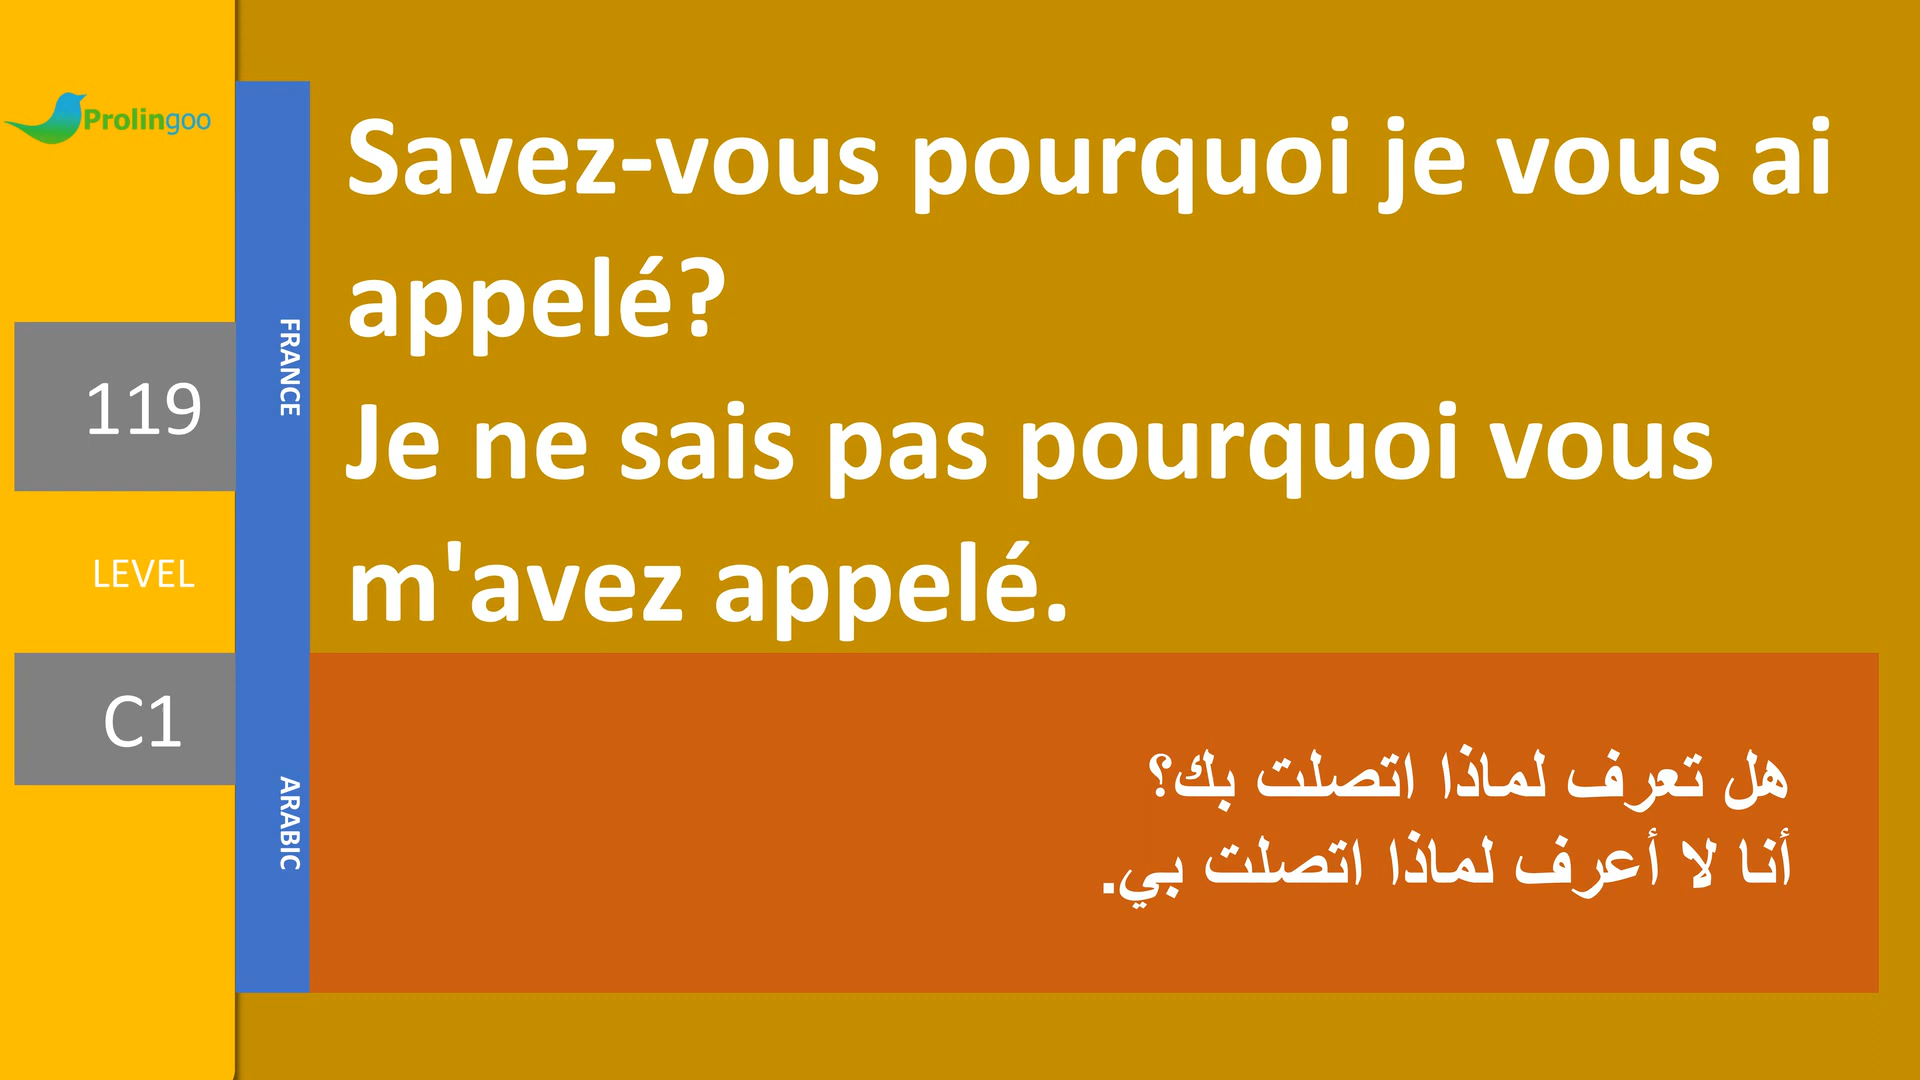 Prolingoo
119
LEVEL
C1
FRANCE
ARABIC
Savez-vous pourquoi je vous ai
appelé?
Je ne sais pas pourquoi vous
m'avez appelé.
هل تعرف لماذا اتصلت بك؟
أنا لا أعرف لماذا اتصلت بي.